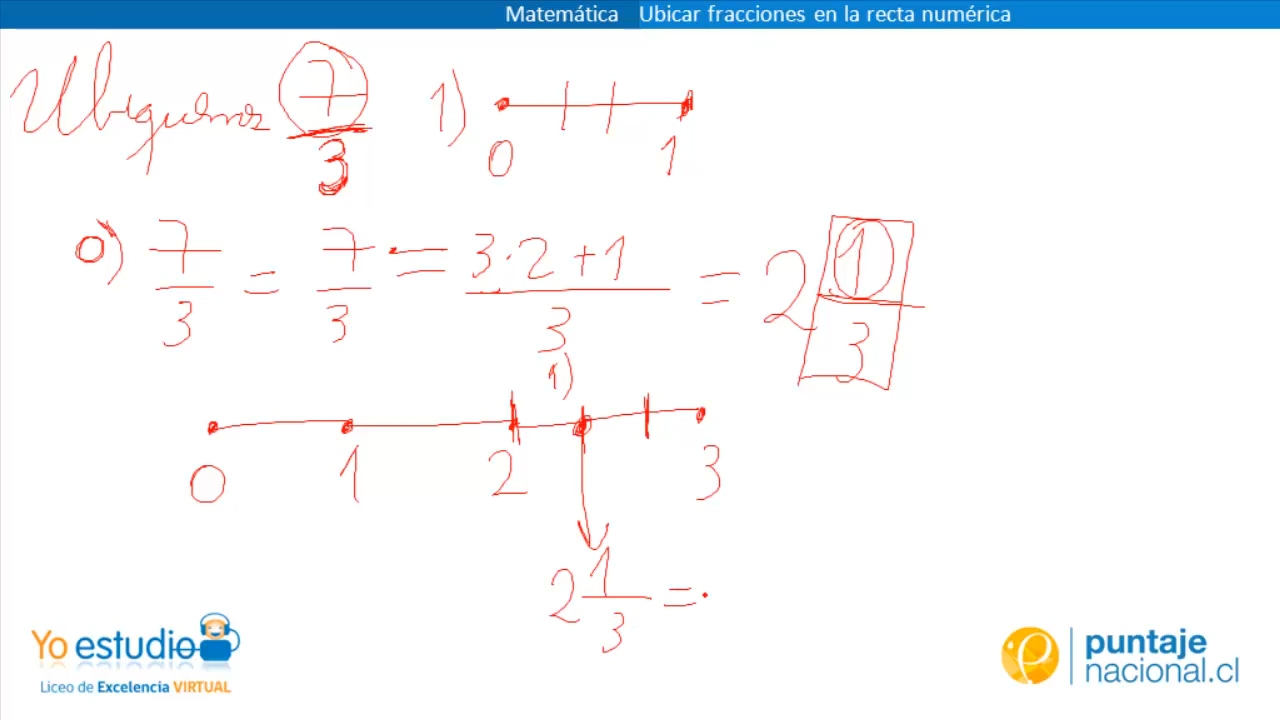 Matemática Ubicar fracciones en la recta numérica
Ubiquemos 7/3 1) 0 1
0) 7/3 = 7/3 = (3·2+1)/3 = 2 1/3
1)
0 1 2 3
2 1/3 =
Yo estudio
Liceo de Excelencia VIRTUAL
puntaje
nacional.cl